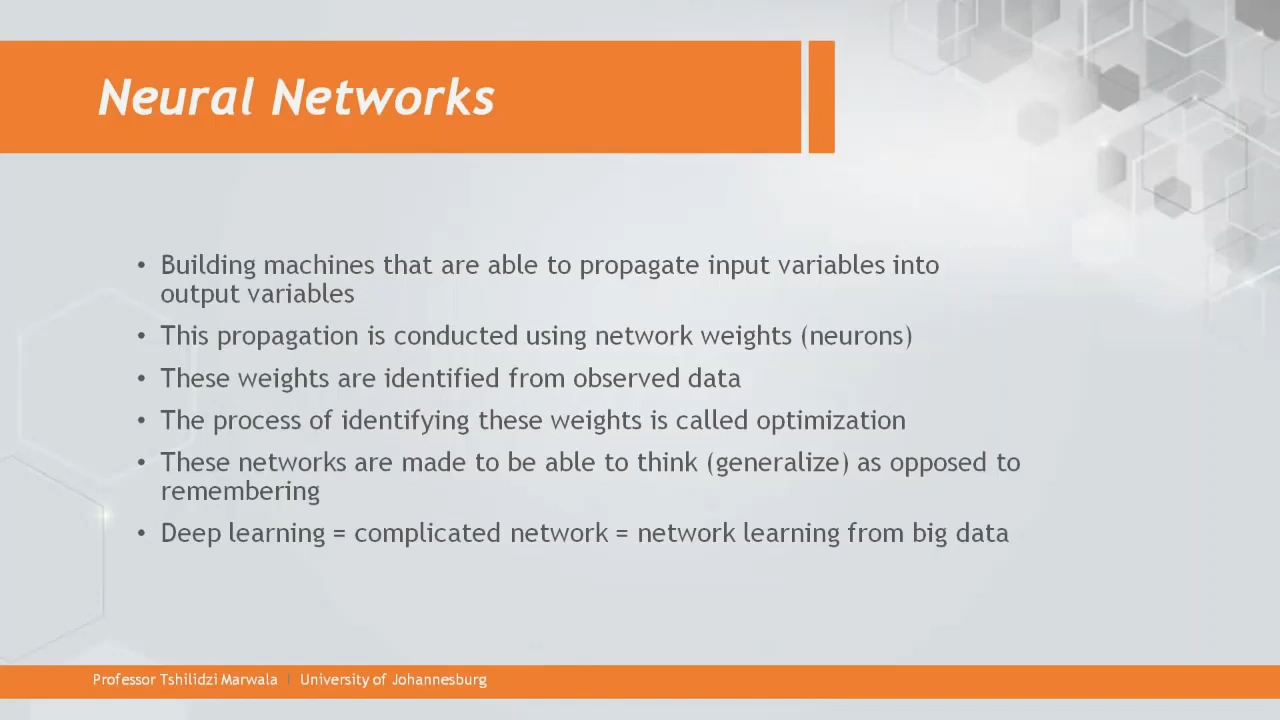 Neural Networks
• Building machines that are able to propagate input variables into
output variables
• This propagation is conducted using network weights (neurons)
• These weights are identified from observed data
• The process of identifying these weights is called optimization
• These networks are made to be able to think (generalize) as opposed to
remembering
• Deep learning = complicated network = network learning from big data
Professor Tshilidzi Marwala | University of Johannesburg